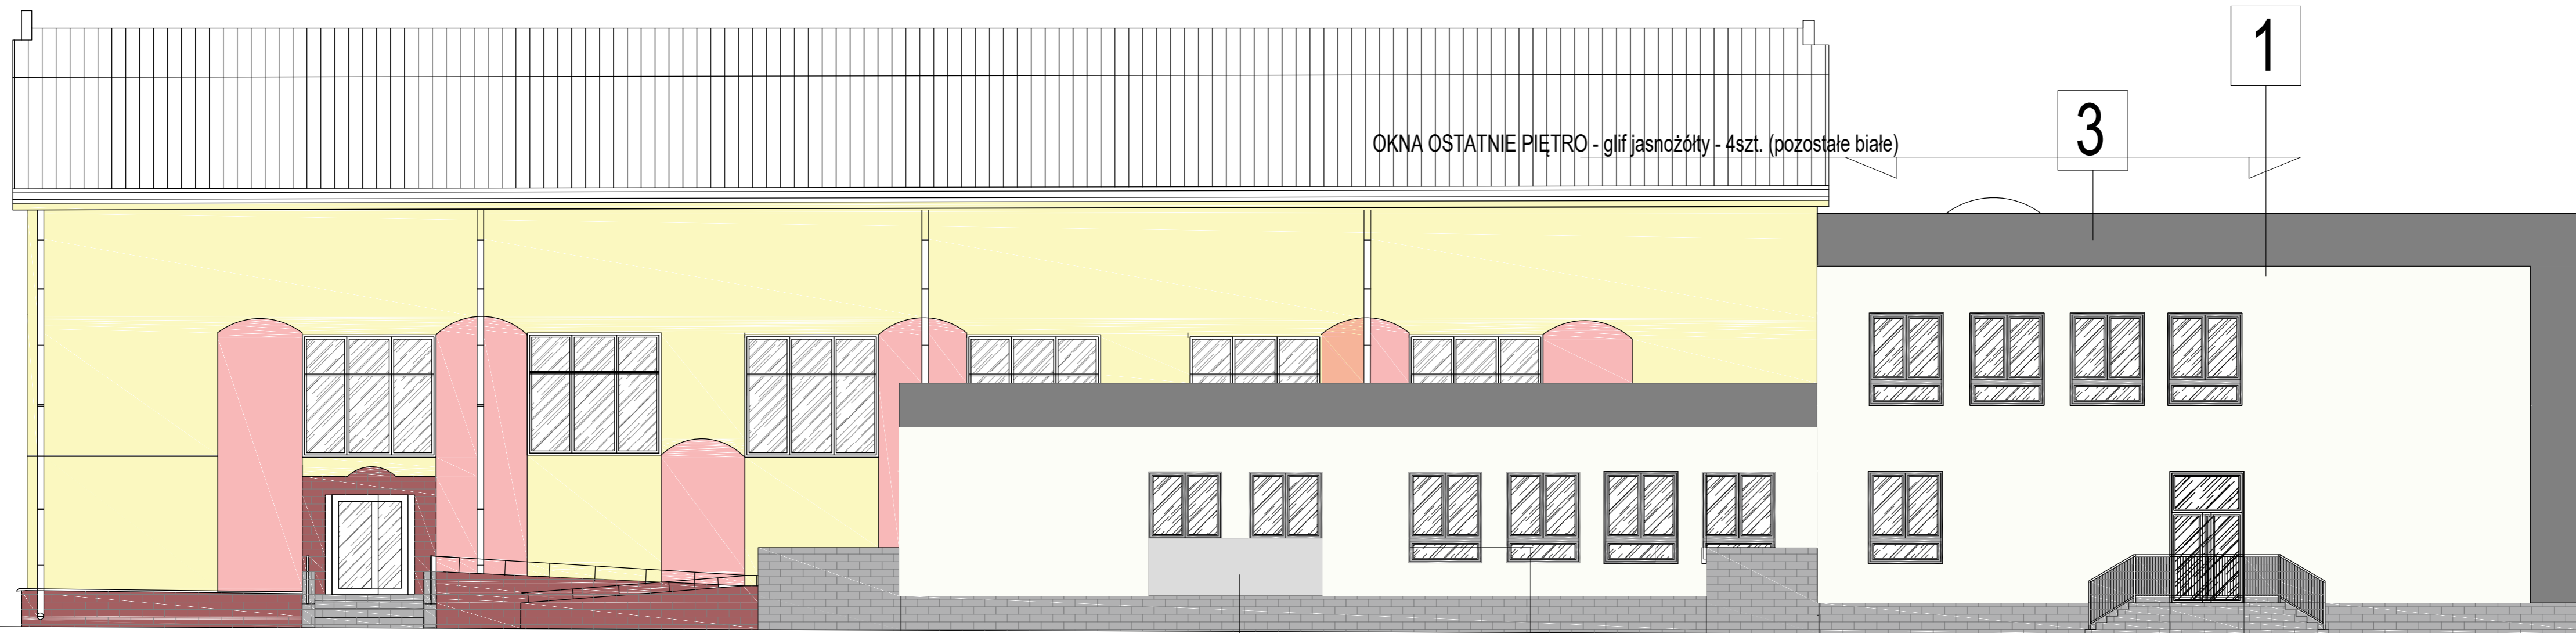 1
3
OKNA OSTATNIE PIĘTRO - glif jasnożółty - 4szt. (pozostałe białe)